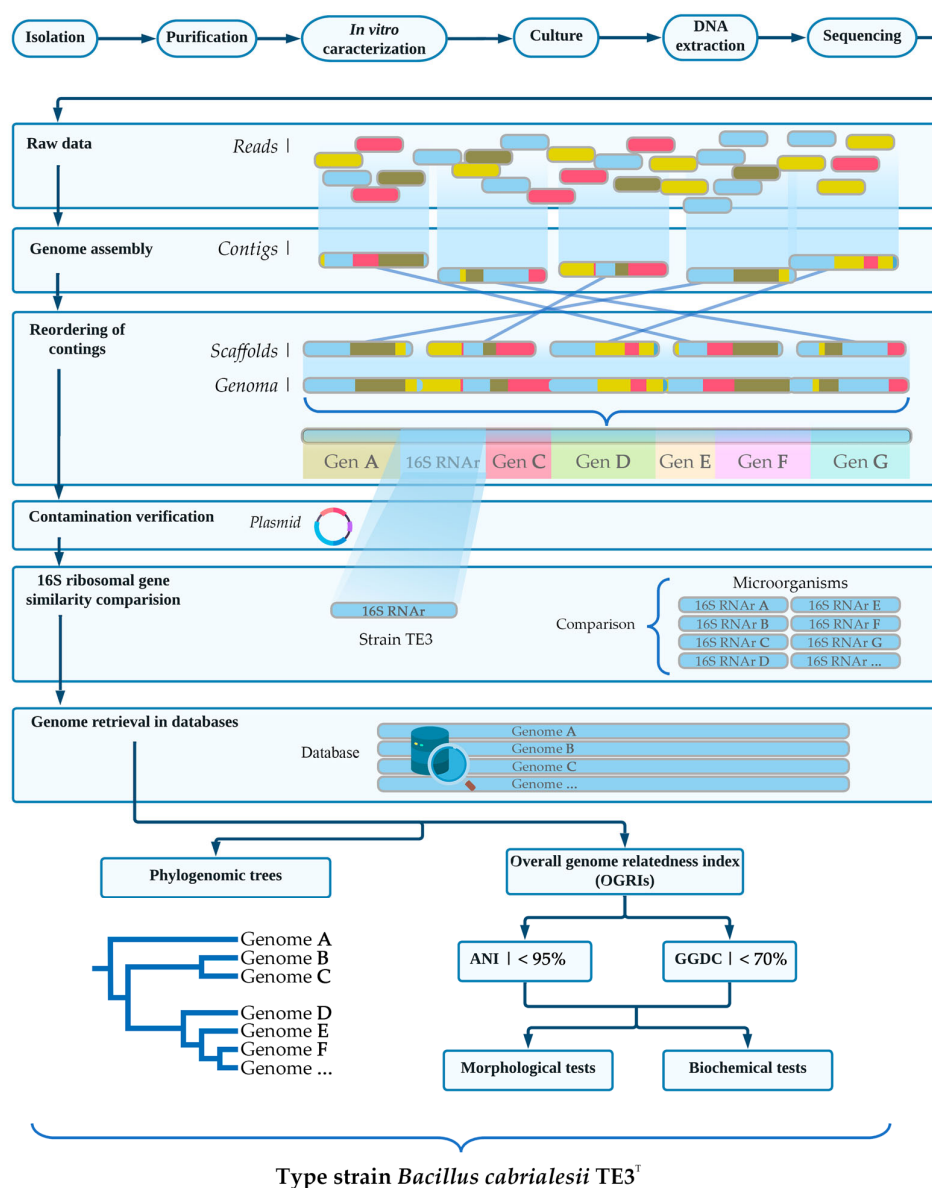 Isolation
Purification
In vitro
caracterization
Culture
DNA
extraction
Sequencing
Raw data
Reads |
Genome assembly
Contigs |
Reordering of
contings
Scaffolds |
Genoma |
Gen A
16S RNAr
Gen C
Gen D
Gen E
Gen F
Gen G
Contamination verification
Plasmid
16S ribosomal gene
similarity comparision
16S RNAr
Strain TE3
Comparison
Microorganisms
16S RNAr A
16S RNAr E
16S RNAr B
16S RNAr F
16S RNAr C
16S RNAr G
16S RNAr D
16S RNAr ...
Genome retrieval in databases
Database
Genome A
Genome B
Genome C
Genome ...
Phylogenomic trees
Overall genome relatedness index
(OGRIs)
Genome A
Genome B
Genome C
Genome D
Genome E
Genome F
Genome ...
ANI | < 95%
GGDC | < 70%
Morphological tests
Biochemical tests
Type strain Bacillus cabrialesii TE3ᵀ